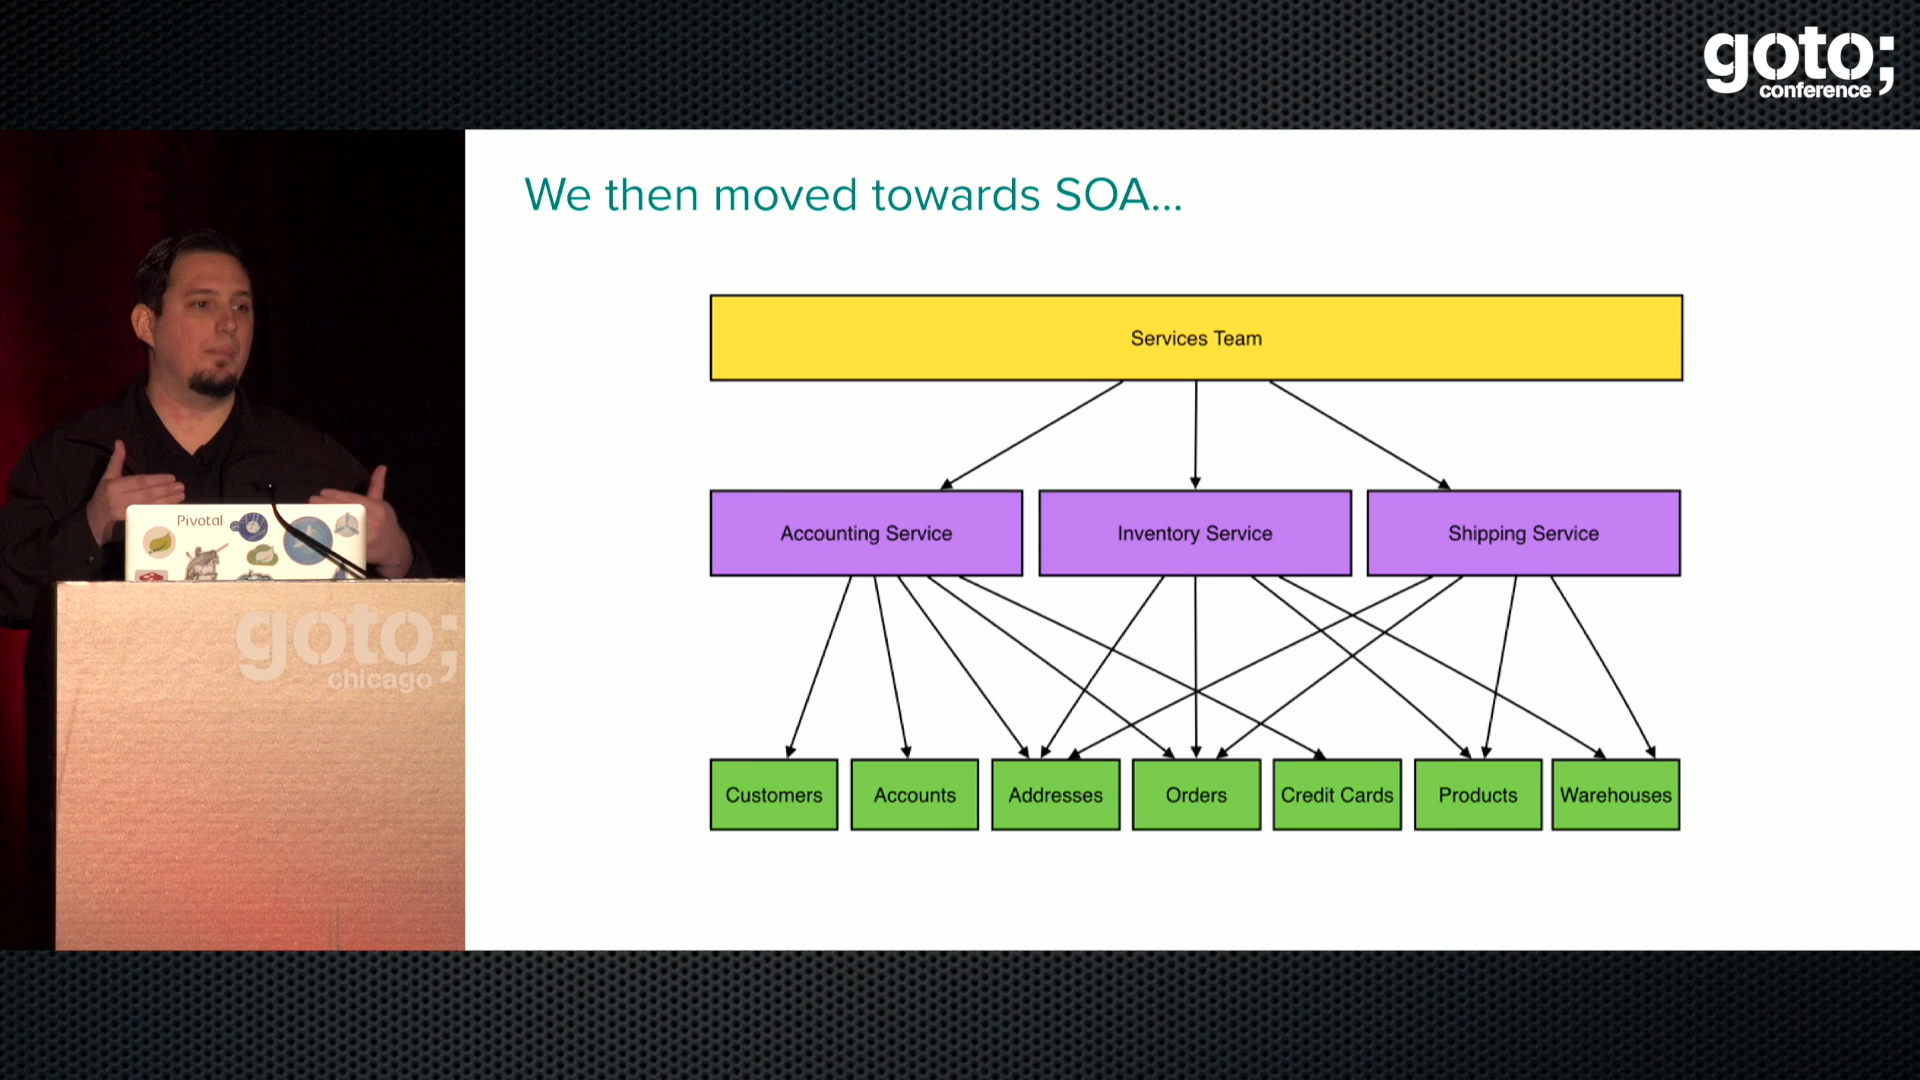 goto;
conference
We then moved towards SOA...
Services Team
Accounting Service
Inventory Service
Shipping Service
Customers
Accounts
Addresses
Orders
Credit Cards
Products
Warehouses
Pivotal
goto;
chicago